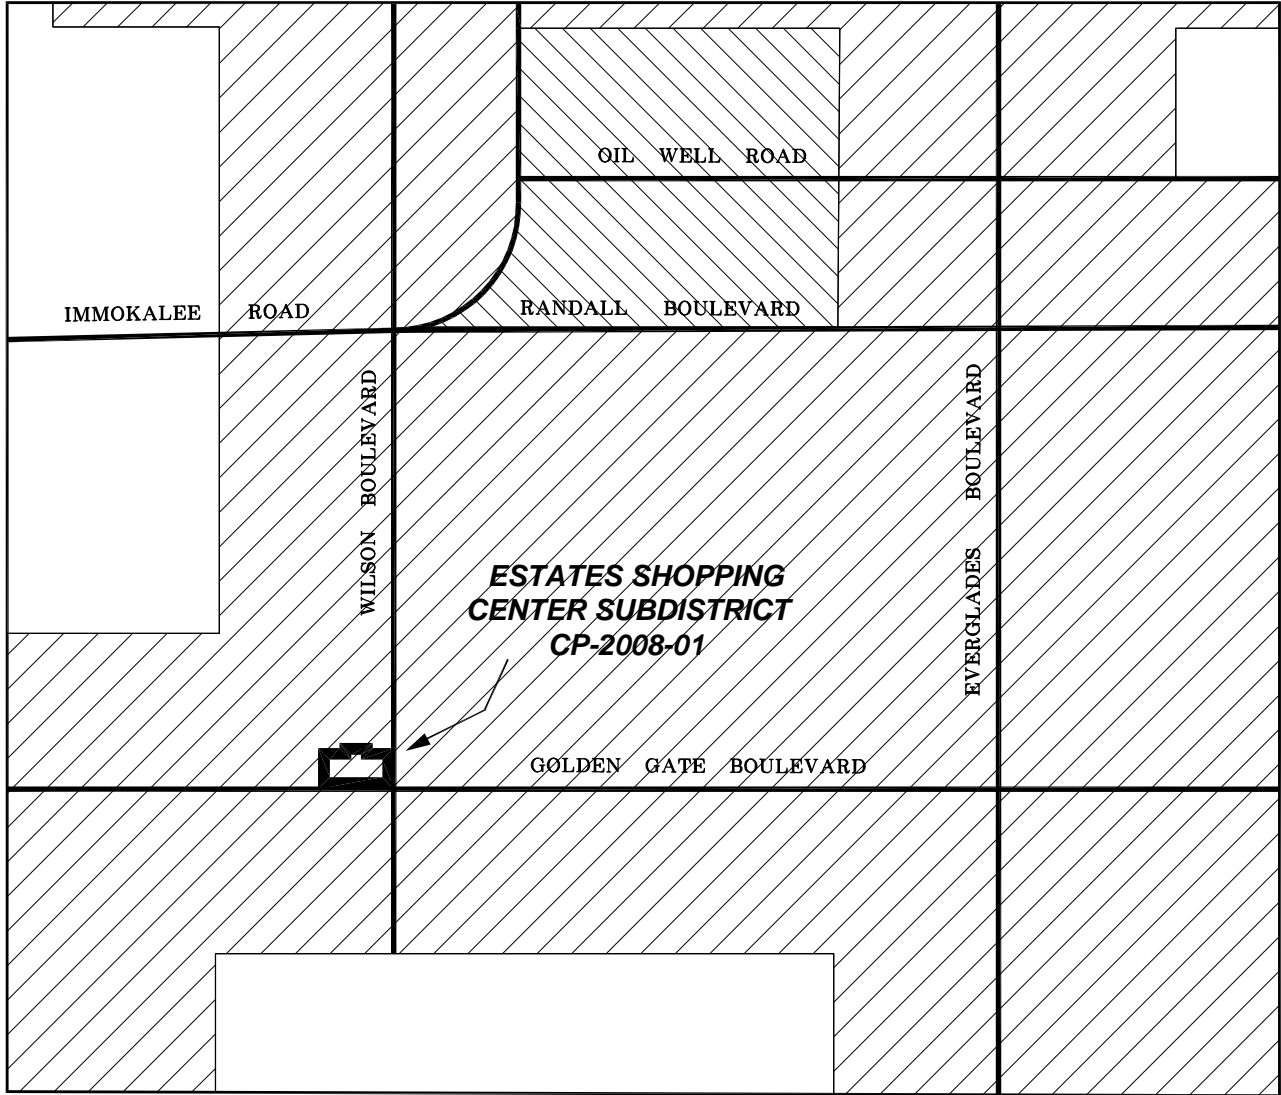 OIL WELL ROAD
IMMOKALEE ROAD
RANDALL BOULEVARD
WILSON BOULEVARD
EVERGLADES BOULEVARD
ESTATES SHOPPING
CENTER SUBDISTRICT
CP-2008-01
GOLDEN GATE BOULEVARD